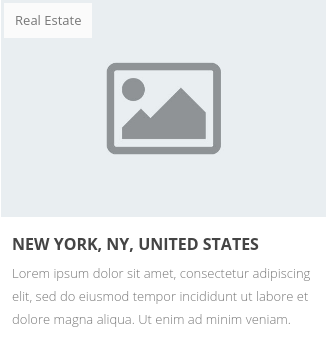 Real Estate
NEW YORK, NY, UNITED STATES
Lorem ipsum dolor sit amet, consectetur adipiscing
elit, sed do eiusmod tempor incididunt ut labore et
dolore magna aliqua. Ut enim ad minim veniam.